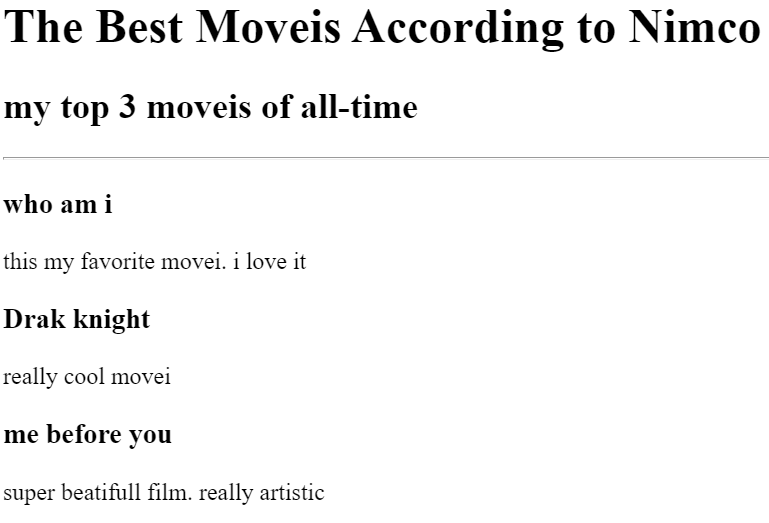 The Best Moveis According to Nimco
my top 3 moveis of all-time
who am i
this my favorite movei. i love it
Drak knight
really cool movei
me before you
super beatifull film. really artistic